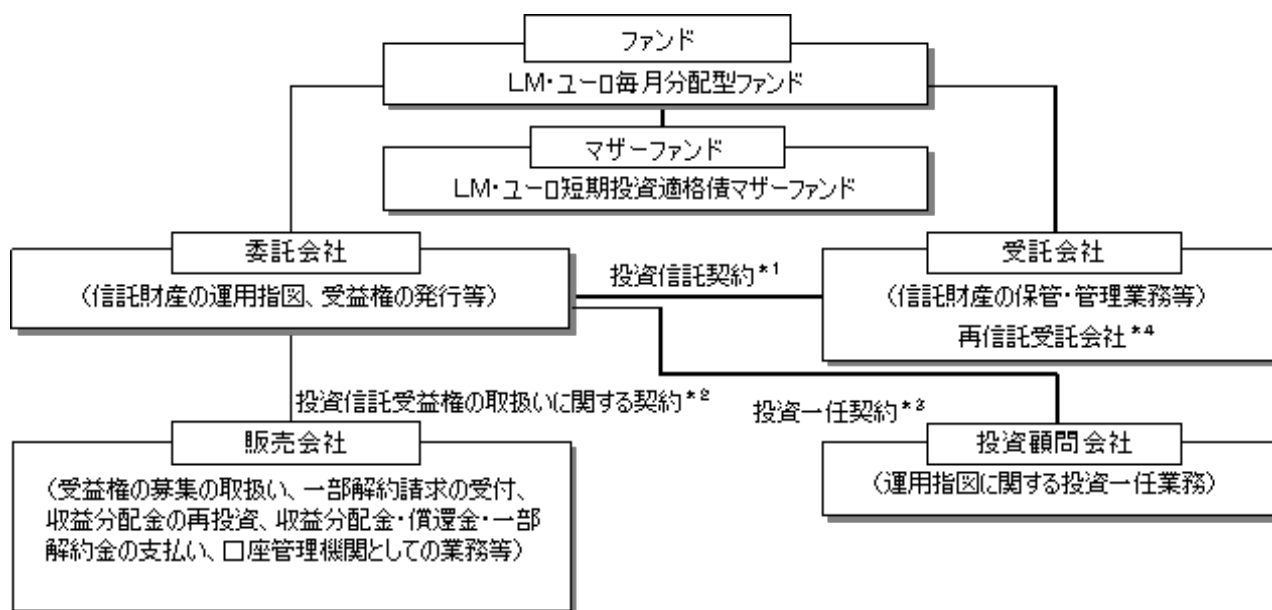 ファンド
LM・ユーロ毎月分配型ファンド
マザーファンド
LM・ユーロ短期投資適格債マザーファンド
委託会社
(信託財産の運用指図、受益権の発行等)
投資信託契約*1
受託会社
(信託財産の保管・管理業務等)
再信託受託会社*4
投資信託受益権の取扱いに関する契約*2
投資一任契約*3
販売会社
(受益権の募集の取扱い、一部解約請求の受付、
収益分配金の再投資、収益分配金・償還金・一部
解約金の支払い、口座管理機関としての業務等)
投資顧問会社
(運用指図に関する投資一任業務)